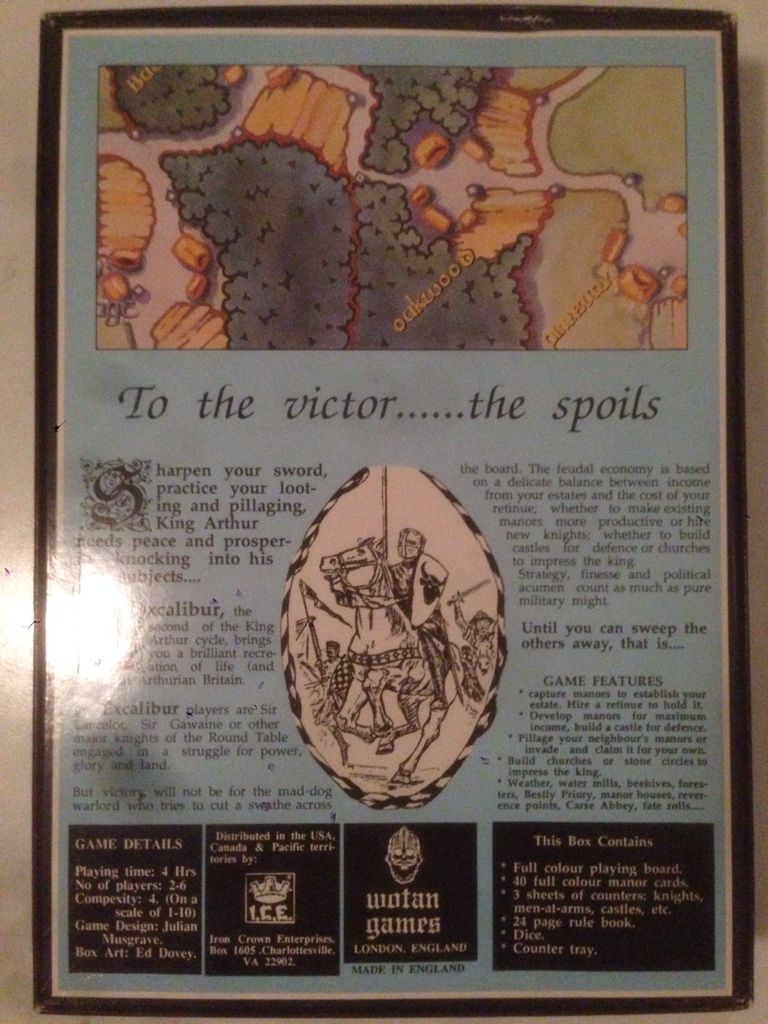 oakwood
To the victor......the spoils
Sharpen your sword,
practice your loot-
ing and pillaging,
King Arthur
needs peace and prosper-
knocking into his
subjects....
Excalibur, the
second of the King
Arthur cycle, brings
you a brilliant recre-
ation of life (and
Arthurian Britain.
Excalibur players are Sir
Lancelot, Sir Gawaine or other
major knights of the Round Table
engaged in a struggle for power,
glory and land.
But victory will not be for the mad-dog
warlord who tries to cut a swathe across
the board. The feudal economy is based
on a delicate balance between income
from your estates and the cost of your
retinue; whether to make existing
manors more productive or hire
new knights; whether to build
castles for defence or churches
to impress the king.
Strategy, finesse and political
acumen count as much as pure
military might.
Until you can sweep the
others away, that is....
GAME FEATURES
* capture manors to establish your
estate. Hire a retinue to hold it.
* Develop manors for maximum
income, build a castle for defence.
* Pillage your neighbour's manors or
invade and claim it for your own.
* Build churches or stone circles to
impress the king.
* Weather, water mills, beehives, fores-
ters, Bestly Priory, manor houses, rever-
ence points, Carse Abbey, fate rolls....
GAME DETAILS
Playing time: 4 Hrs
No of players: 2-6
Compexity: 4. (On a
scale of 1-10)
Game Design: Julian
Musgrave.
Box Art: Ed Dovey.
Distributed in the USA,
Canada & Pacific terri-
tories by:
I.C.E.
Iron Crown Enterprises.
Box 1605 .Charlottesville.
VA 22902.
wotan
games
LONDON. ENGLAND
MADE IN ENGLAND
This Box Contains
* Full colour playing board.
* 40 full colour manor cards.
* 3 sheets of counters: knights,
men-at-arms, castles, etc.
* 24 page rule book.
* Dice.
* Counter tray.